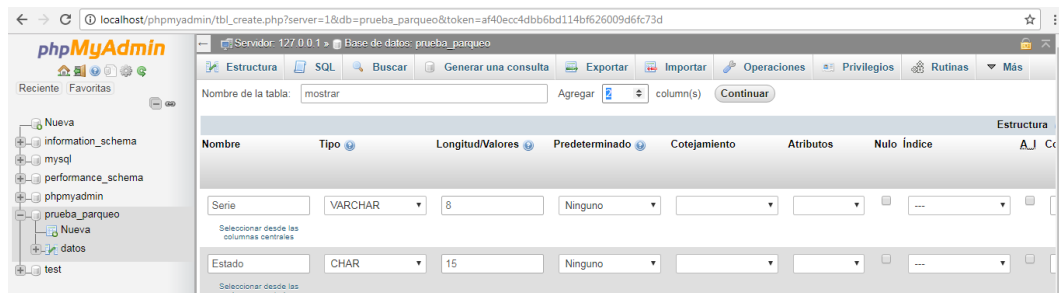 localhost/phpmyadmin/tbl_create.php?server=1&db=prueba_parqueo&token=af40ecc4dbb6bd114bf626009d6fc73d
phpMyAdmin
Reciente Favoritas
Nueva
information_schema
mysql
performance_schema
phpmyadmin
prueba_parqueo
Nueva
datos
test
Servidor: 127.0.0.1 » Base de datos: prueba_parqueo
Estructura SQL Buscar Generar una consulta Exportar Importar Operaciones Privilegios Rutinas Más
Nombre de la tabla: mostrar Agregar 2 column(s) Continuar
Estructura
Nombre Tipo Longitud/Valores Predeterminado Cotejamiento Atributos Nulo Índice A_I Co
Serie VARCHAR 8 Ninguno ---
Seleccionar desde las
columnas centrales
Estado CHAR 15 Ninguno ---
Seleccionar desde las